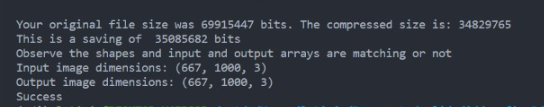 Your original file size was 69915447 bits. The compressed size is: 34829765
This is a saving of  35085682 bits
Observe the shapes and input and output arrays are matching or not
Input image dimensions: (667, 1000, 3)
Output image dimensions: (667, 1000, 3)
Success